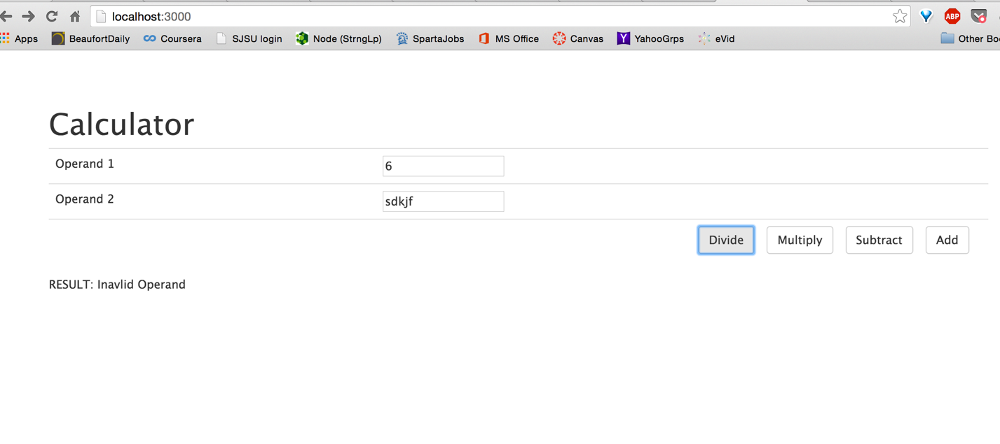 localhost:3000
ABP
Apps BeaufortDaily Coursera SJSU login Node (StrngLp) SpartaJobs MS Office Canvas Y YahooGrps eVid Other Bo
Calculator
Operand 1 6
Operand 2 sdkjf
Divide Multiply Subtract Add
RESULT: Inavlid Operand